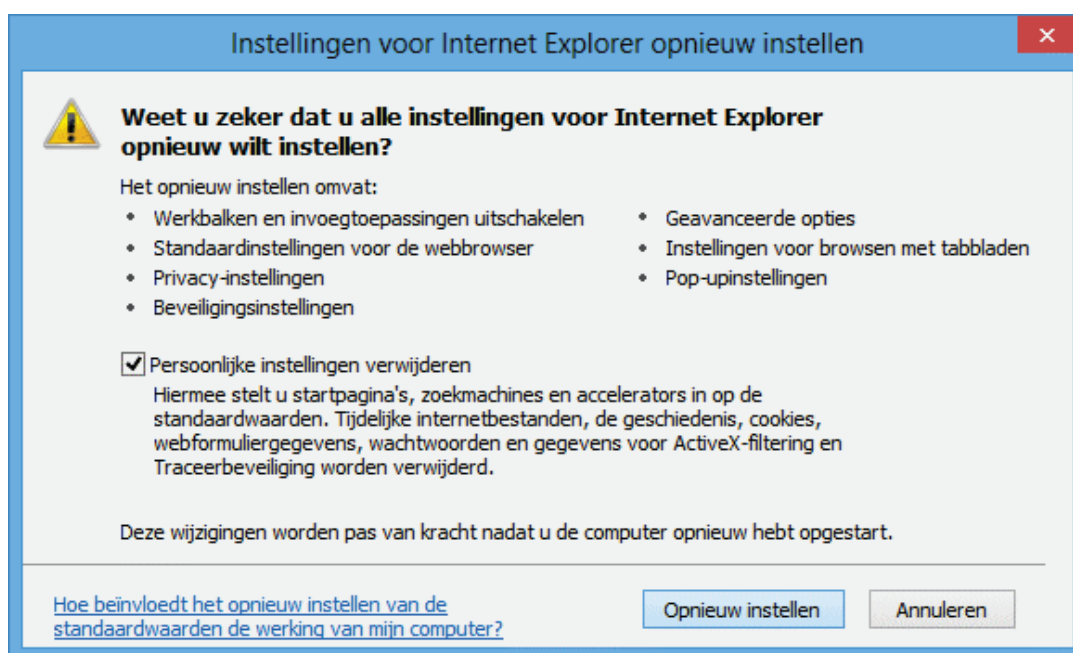 Instellingen voor Internet Explorer opnieuw instellen
Weet u zeker dat u alle instellingen voor Internet Explorer
opnieuw wilt instellen?
Het opnieuw instellen omvat:
• Werkbalken en invoegtoepassingen uitschakelen
• Standaardinstellingen voor de webbrowser
• Privacy-instellingen
• Beveiligingsinstellingen
• Geavanceerde opties
• Instellingen voor browsen met tabbladen
• Pop-upinstellingen
Persoonlijke instellingen verwijderen
Hiermee stelt u startpagina's, zoekmachines en accelerators in op de
standaardwaarden. Tijdelijke internetbestanden, de geschiedenis, cookies,
webformuliergegevens, wachtwoorden en gegevens voor ActiveX-filtering en
Traceerbeveiliging worden verwijderd.
Deze wijzigingen worden pas van kracht nadat u de computer opnieuw hebt opgestart.
Hoe beïnvloedt het opnieuw instellen van de
standaardwaarden de werking van mijn computer?
Opnieuw instellen
Annuleren